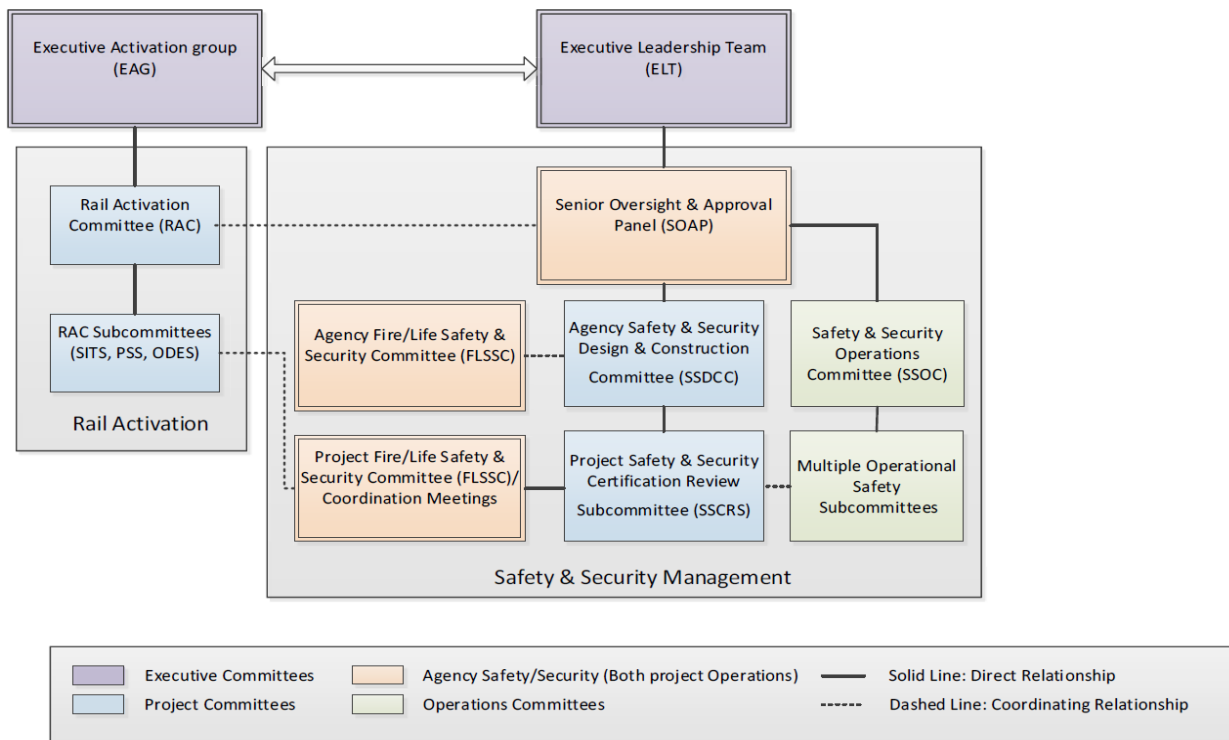 Executive Activation group
(EAG)
Executive Leadership Team
(ELT)
Rail Activation
Committee (RAC)
Senior Oversight & Approval
Panel (SOAP)
RAC Subcommittees
(SITS, PSS, ODES)
Rail Activation
Agency Fire/Life Safety &
Security Committee (FLSSC)
Agency Safety & Security
Design & Construction
Committee (SSDCC)
Safety & Security
Operations
Committee (SSOC)
Project Fire/Life Safety &
Security Committee (FLSSC)/
Coordination Meetings
Project Safety & Security
Certification Review
Subcommittee (SSCRS)
Multiple Operational
Safety
Subcommittees
Safety & Security Management
Executive Committees
Project Committees
Agency Safety/Security (Both project Operations)
Operations Committees
Solid Line: Direct Relationship
Dashed Line: Coordinating Relationship